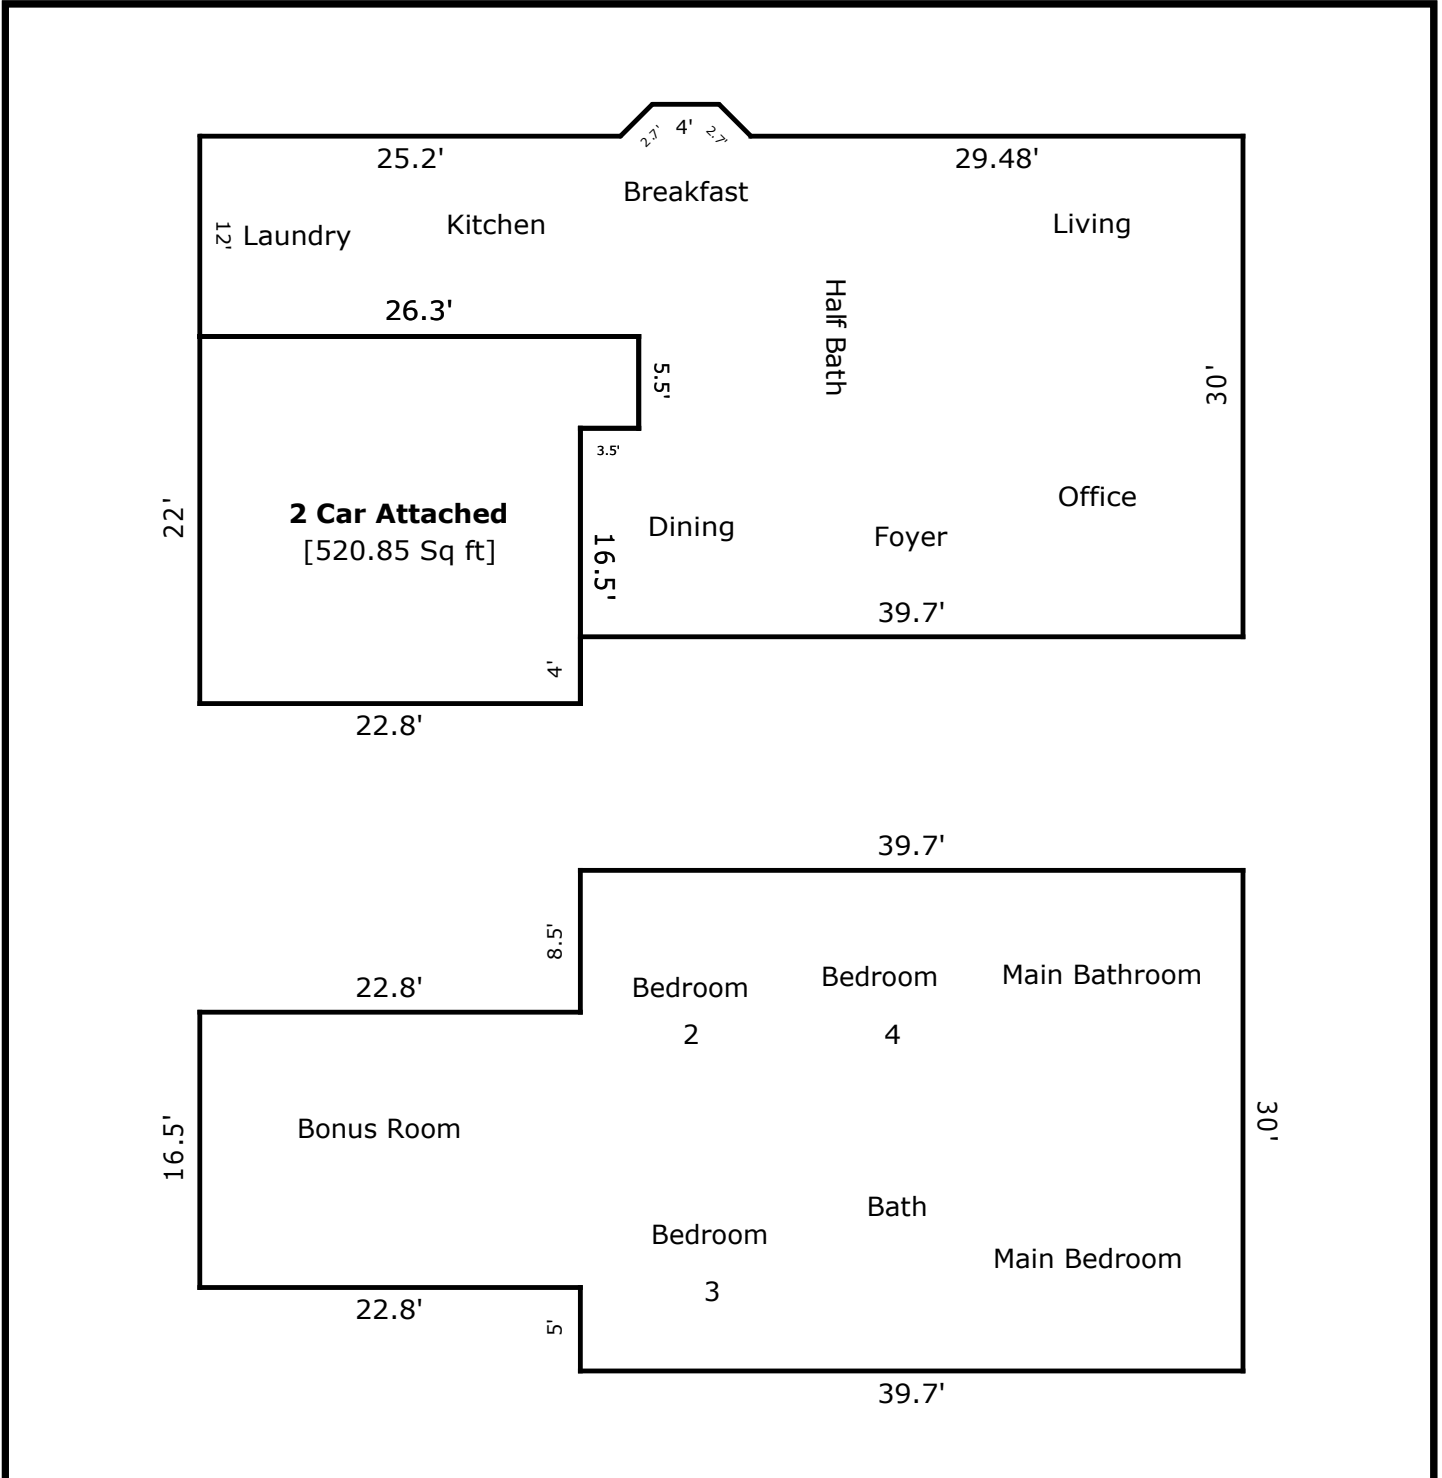 2.7'
4'
2.7'
25.2'
29.48'
Breakfast
12'
Laundry
Kitchen
Living
26.3'
Half Bath
5.5'
30'
3.5'
22'
2 Car Attached
[520.85 Sq ft]
16.5'
Dining
Foyer
Office
39.7'
4'
22.8'
39.7'
8.5'
22.8'
Bedroom
2
Bedroom
4
Main Bathroom
16.5'
Bonus Room
30'
Bath
Bedroom
3
Main Bedroom
22.8'
5'
39.7'